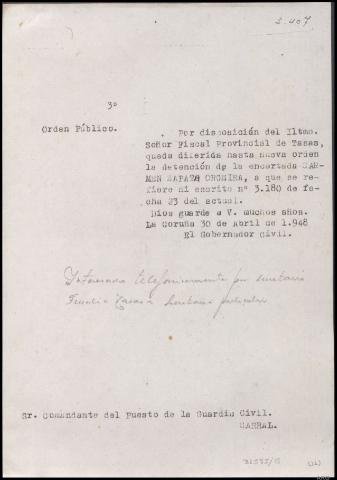 S. 407
3º
Orden Público.
Por disposición del Iltmo.
Señor Fiscal Provincial de Tasas,
queda diferida hasta nueva orden
la detención de la encartada CAR-
MEN ZAPATA, a que se re-
fiere mi escrito nº 3.180 de fe-
cha 23 del actual.
Dios guarde a V. muchos años.
La Coruña 30 de Abril de 1.948
El Gobernador Civil.
telefonicamente por
particular
Sr. Comandante del Puesto de la Guardia Civil.
CARRAL.